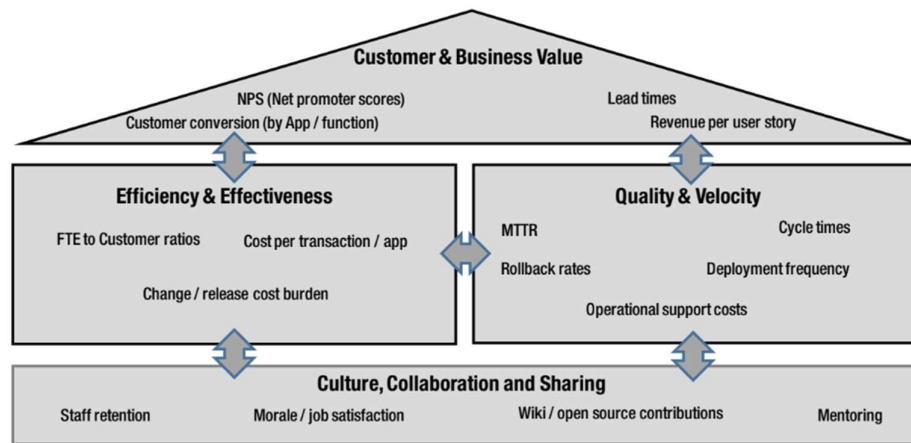 Customer & Business Value
NPS (Net promoter scores)
Lead times
Customer conversion (by App / function)
Revenue per user story
Efficiency & Effectiveness
FTE to Customer ratios
Cost per transaction / app
Change / release cost burden
Quality & Velocity
MTTR
Cycle times
Rollback rates
Deployment frequency
Operational support costs
Culture, Collaboration and Sharing
Staff retention
Morale / job satisfaction
Wiki / open source contributions
Mentoring